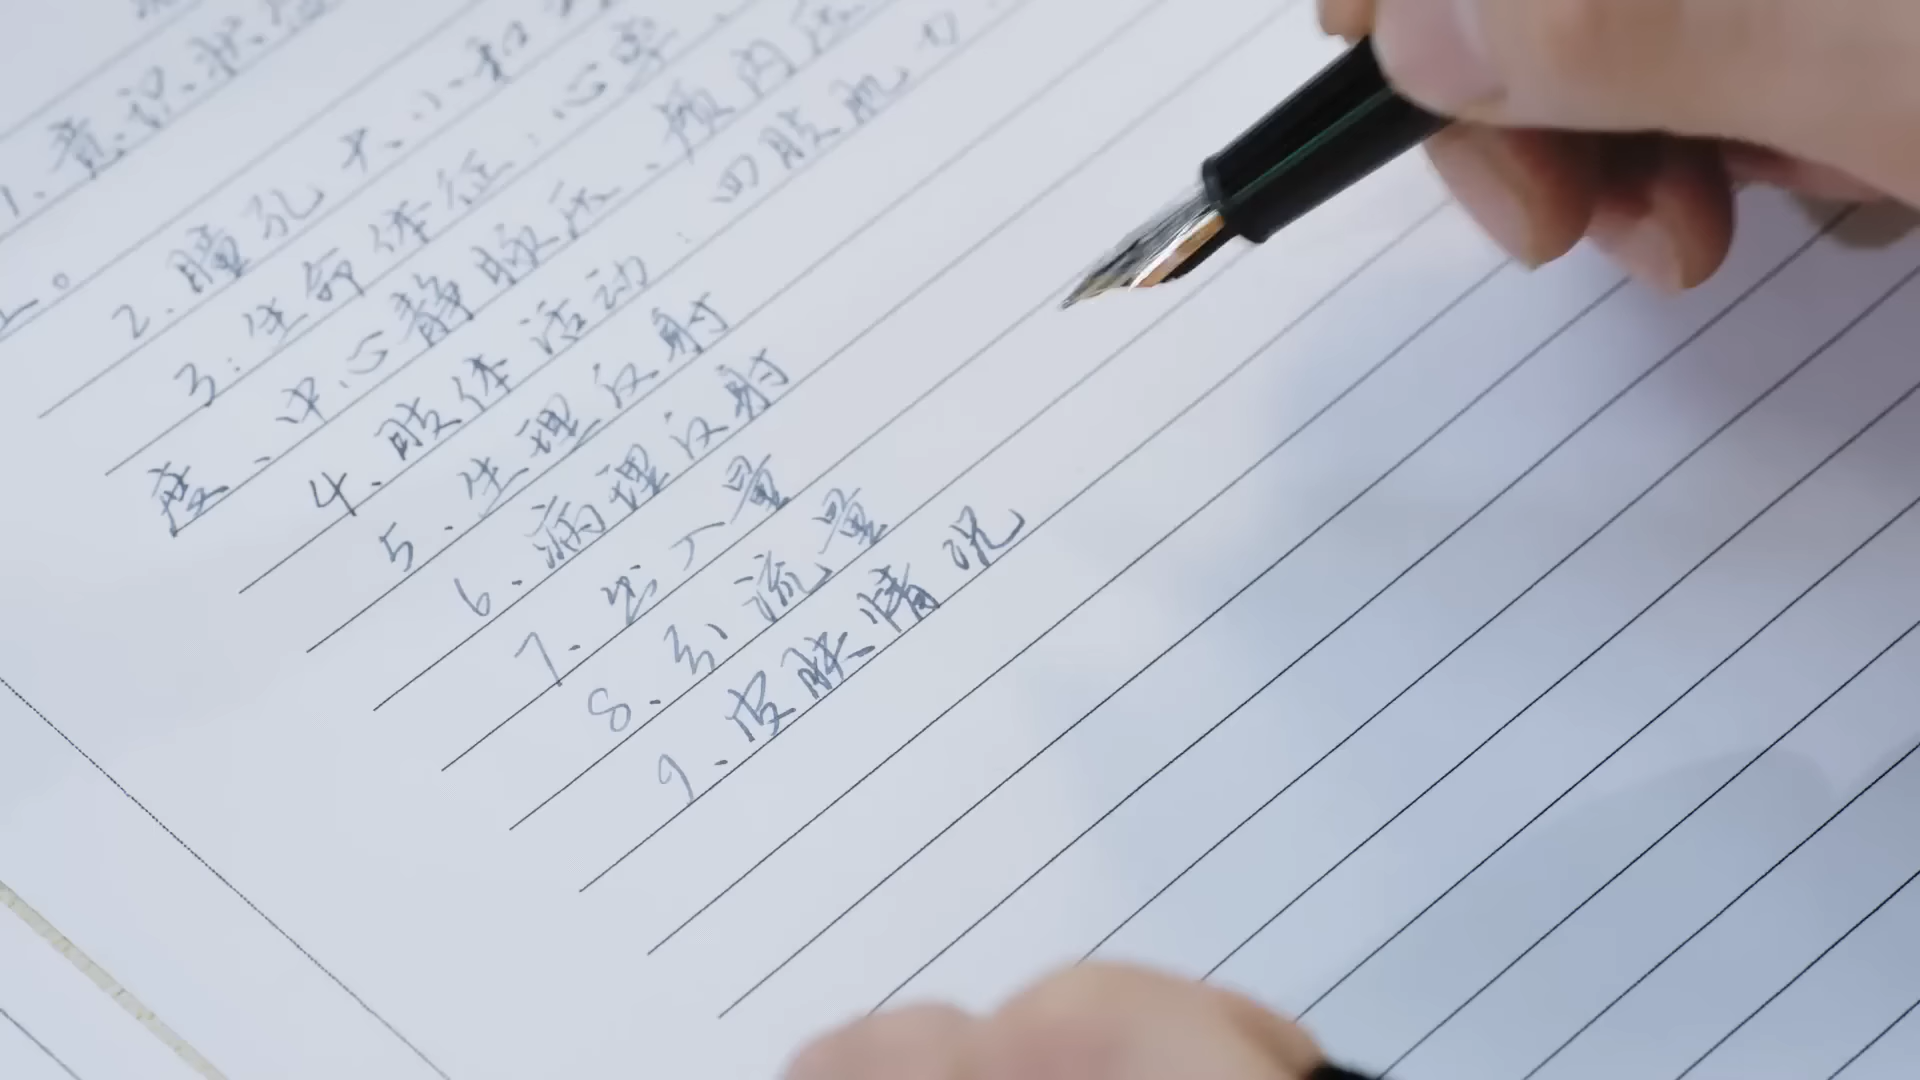 1.意识状态
2.瞳孔大小和
3:生命体征:心率、
度、中心静脉压、颅内压
4.肢体活动:四肢肌力
5.生理反射
6.病理反射
7.出入量
8.引流量
9.皮肤情况